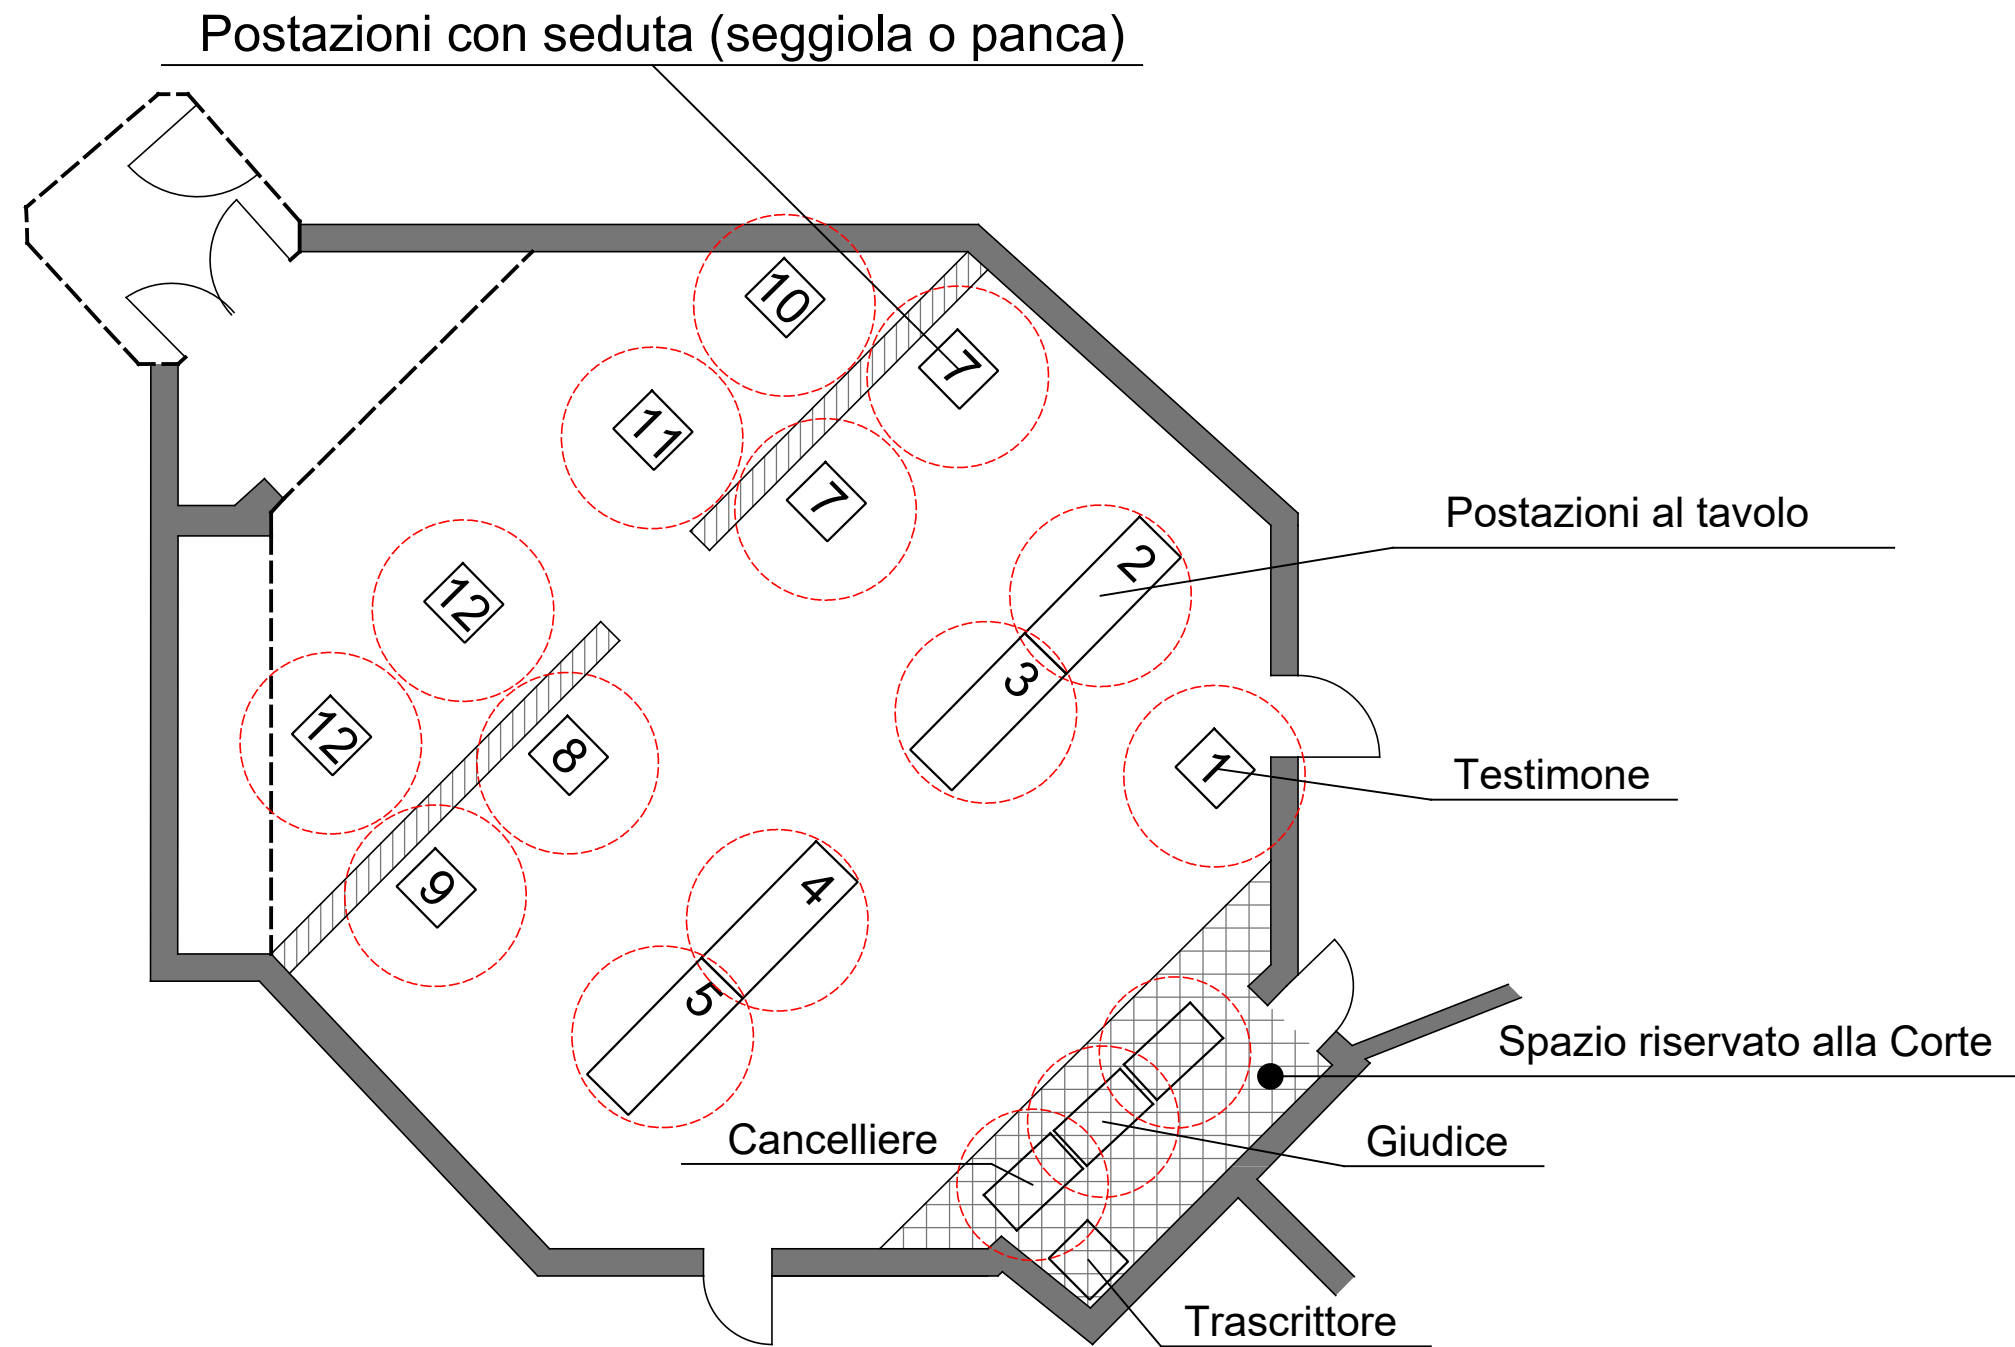 Postazioni con seduta (seggiola o panca)
10
7
11
7
Postazioni al tavolo
2
12
3
12
8
1
Testimone
9
4
5
Spazio riservato alla Corte
Cancelliere
Giudice
Trascrittore